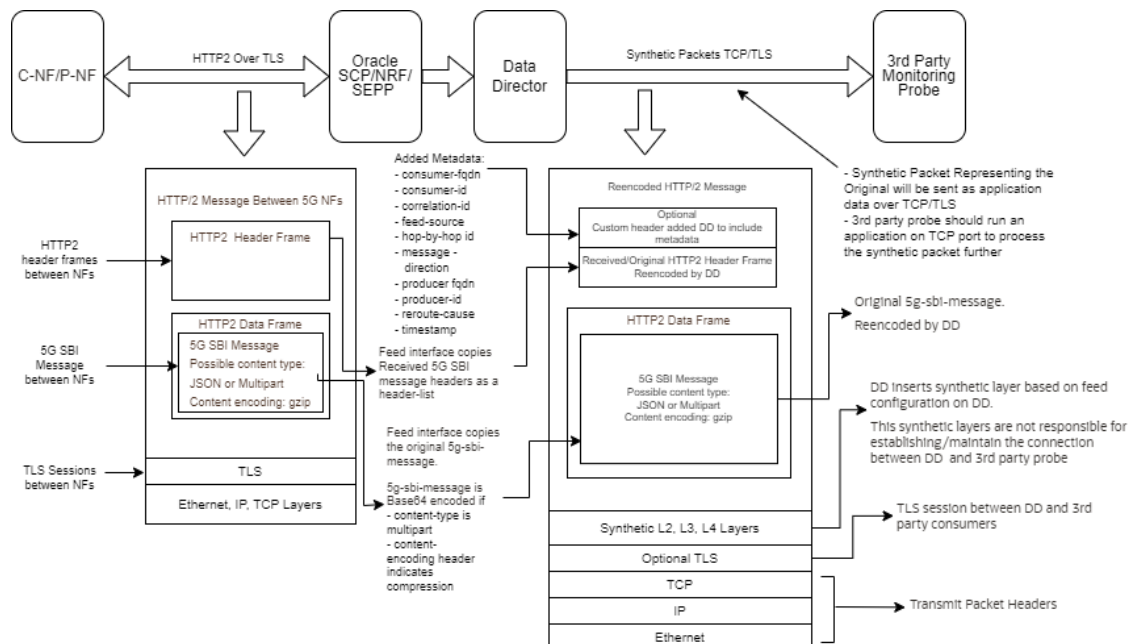 C-NF/P-NF
HTTP2 Over TLS
Oracle
SCP/NRF/
SEPP
Data
Director
Synthetic Packets TCP/TLS
3rd Party
Monitoring
Probe
HTTP/2 Message Between 5G NFs
HTTP2 Header Frame
HTTP2
header frames
between NFs
HTTP2 Data Frame
5G SBI Message
Possible content type:
JSON or Multipart
Content encoding: gzip
5G SBI
Message
between NFs
TLS Sessions
between NFs
TLS
Ethernet, IP, TCP Layers
Added Metadata:
- consumer-fqdn
- consumer-id
- correlation-id
- feed-source
- hop-by-hop id
- message -
direction
- producer fqdn
- producer-id
- reroute-cause
- timestamp
Feed interface copies
Received 5G SBI
message headers as a
header-list
Feed interface copies
the original 5g-sbi-
message.
5g-sbi-message is
Base64 encoded if
- content-type is
multipart
- content-
encoding header
indicates
compression
Reencoded HTTP/2 Message
Optional
Custom header added DD to include
metadata
Received/Original HTTP2 Header Frame
Reencoded by DD
HTTP2 Data Frame
5G SBI Message
Possible content type:
JSON or Multipart
Content encoding: gzip
Synthetic L2, L3, L4 Layers
Optional TLS
TCP
IP
Ethernet
- Synthetic Packet Representing the
Original will be sent as application
data over TCP/TLS
- 3rd party probe should run an
application on TCP port to process
the synthetic packet further
Original 5g-sbi-message.
Reencoded by DD
DD inserts synthetic layer based on feed
configuration on DD.
This synthetic layers are not responsible for
establishing/maintain the connection
between DD and 3rd party probe
TLS session between DD and 3rd
party consumers
Transmit Packet Headers